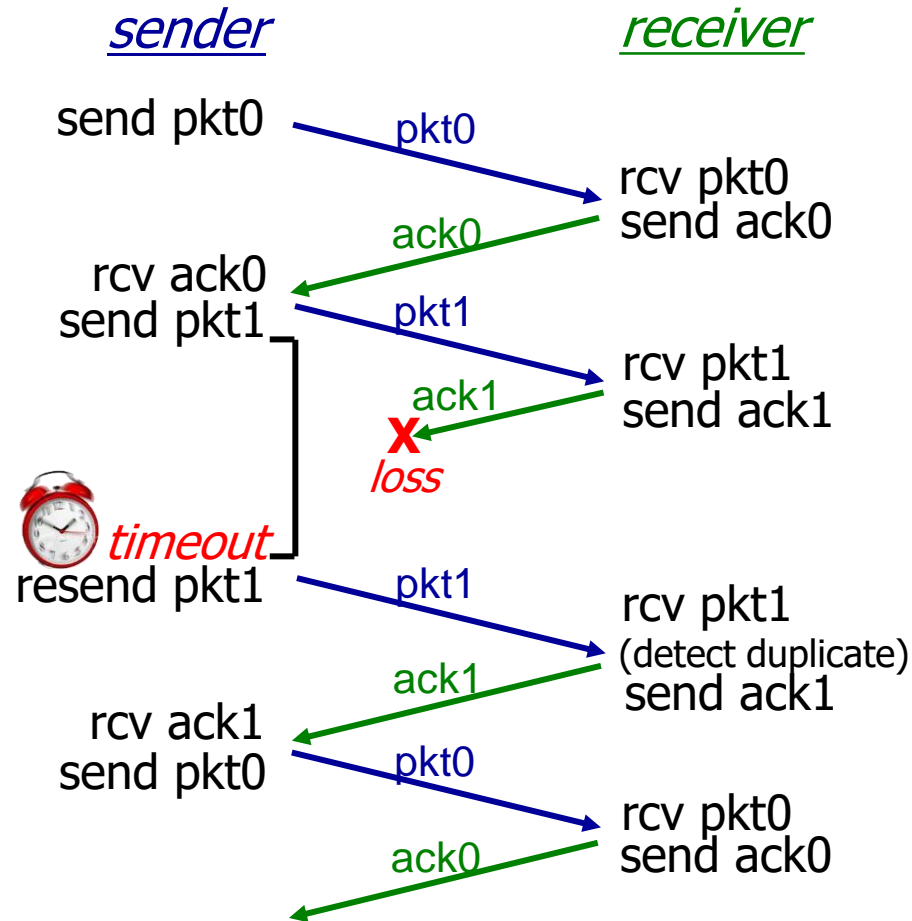 sender
receiver
send pkt0
pkt0
rcv pkt0
send ack0
ack0
rcv ack0
send pkt1
pkt1
rcv pkt1
send ack1
ack1
X
loss
timeout
resend pkt1
pkt1
rcv pkt1
(detect duplicate)
send ack1
ack1
rcv ack1
send pkt0
pkt0
rcv pkt0
send ack0
ack0